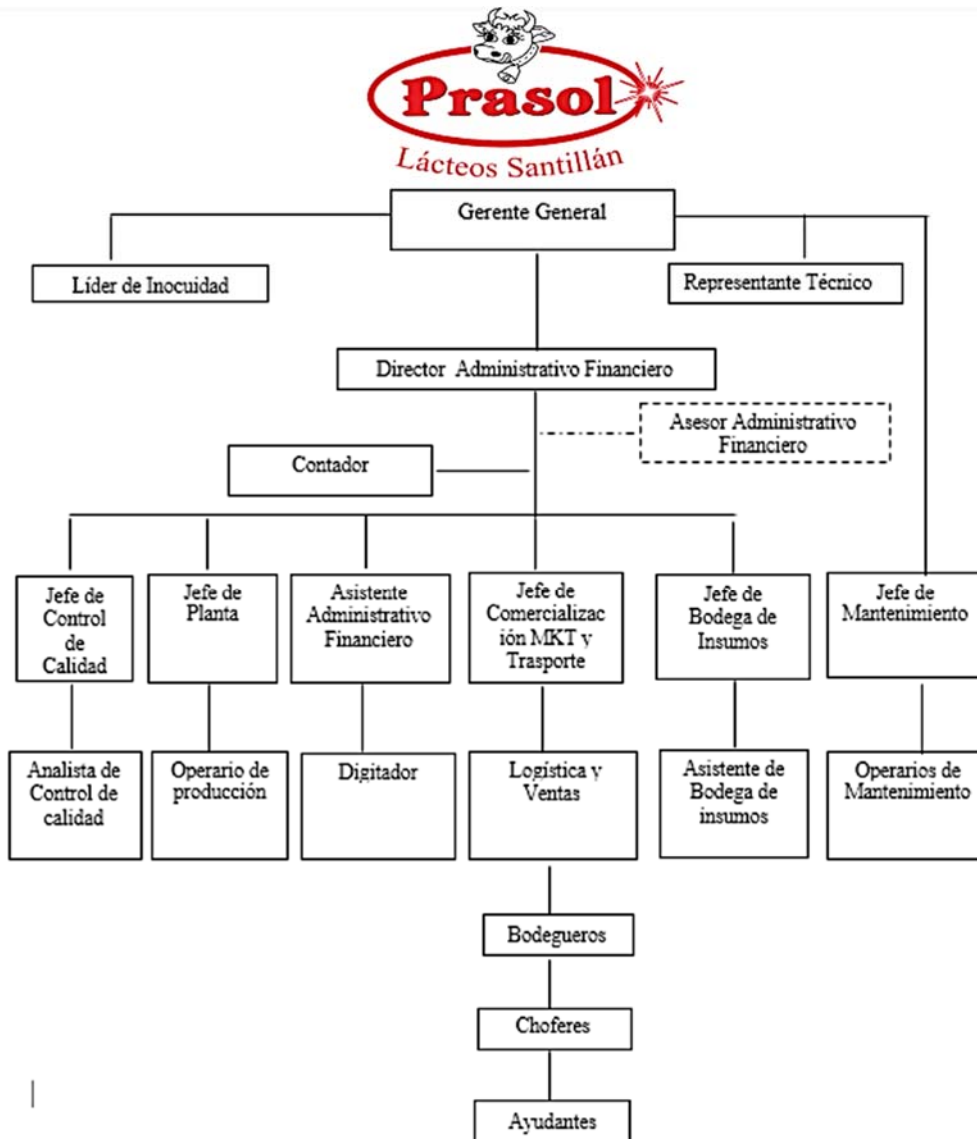 Prasol
Lácteos Santillán
Gerente General
Líder de Inocuidad
Representante Técnico
Director Administrativo Financiero
Asesor Administrativo
Financiero
Contador
Jefe de
Control
de
Calidad
Jefe de
Planta
Asistente
Administrativo
Financiero
Jefe de
Comercializa
ción MKT y
Trasporte
Jefe de
Bodega de
Insumos
Jefe de
Mantenimiento
Analista de
Control de
calidad
Operario de
producción
Digitador
Logística y
Ventas
Asistente de
Bodega de
insumos
Operarios de
Mantenimiento
Bodegueros
Choferes
Ayudantes